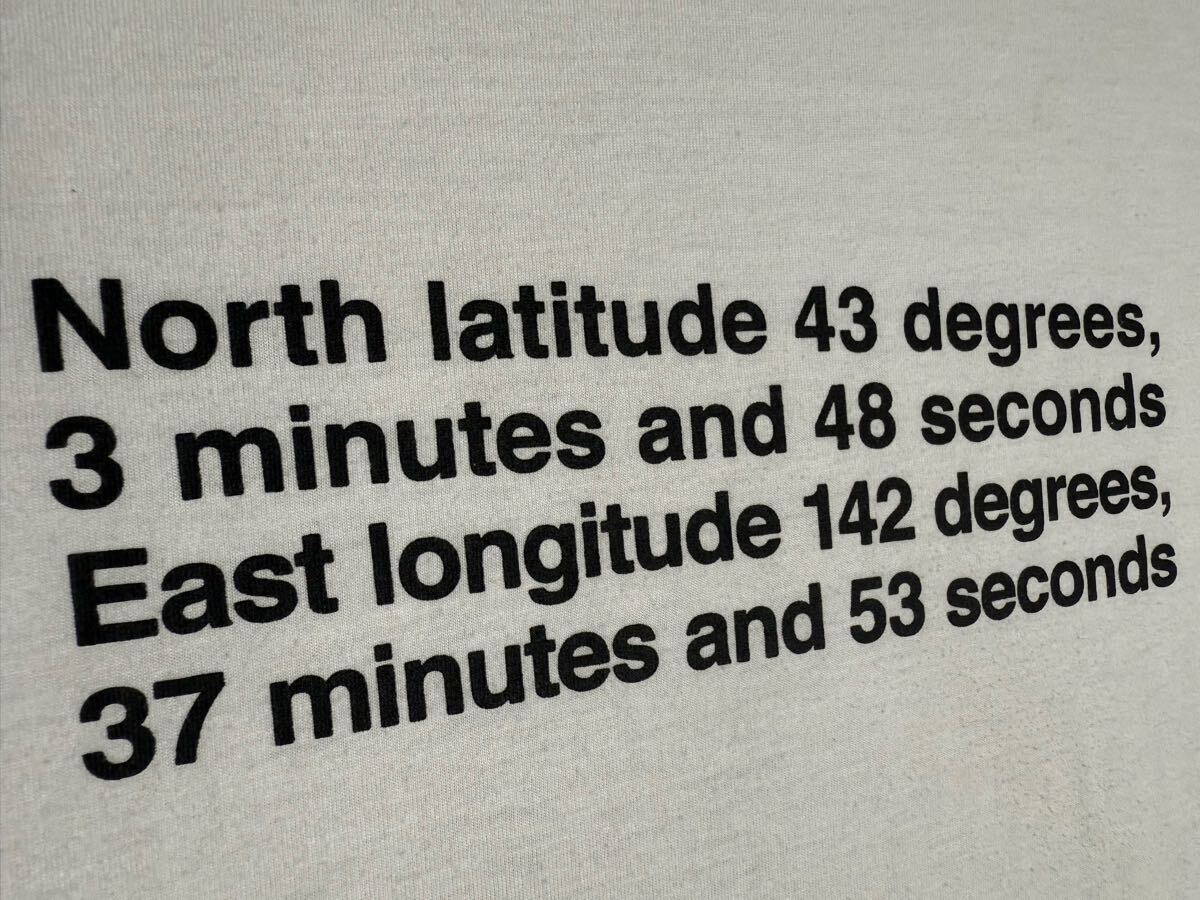 North latitude 43 degrees,
3 minutes and 48 seconds
East longitude 142 degrees,
37 minutes and 53 seconds